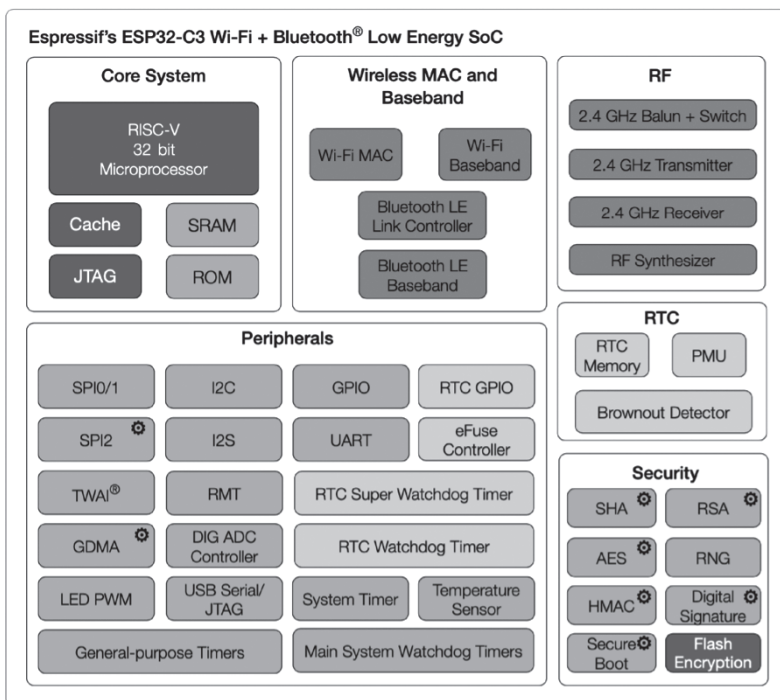 Espressif's ESP32-C3 Wi-Fi + Bluetooth® Low Energy SoC
Core System
RISC-V
32 bit
Microprocessor
Cache
SRAM
JTAG
ROM
Wireless MAC and
Baseband
Wi-Fi MAC
Wi-Fi
Baseband
Bluetooth LE
Link Controller
Bluetooth LE
Baseband
RF
2.4 GHz Balun + Switch
2.4 GHz Transmitter
2.4 GHz Receiver
RF Synthesizer
Peripherals
SPI0/1
I2C
GPIO
RTC GPIO
SPI2
I2S
UART
eFuse
Controller
TWAI®
RMT
RTC Super Watchdog Timer
GDMA
DIG ADC
Controller
RTC Watchdog Timer
LED PWM
USB Serial/
JTAG
System Timer
Temperature
Sensor
General-purpose Timers
Main System Watchdog Timers
RTC
RTC
Memory
PMU
Brownout Detector
Security
SHA
RSA
AES
RNG
HMAC
Digital
Signature
Secure
Boot
Flash
Encryption